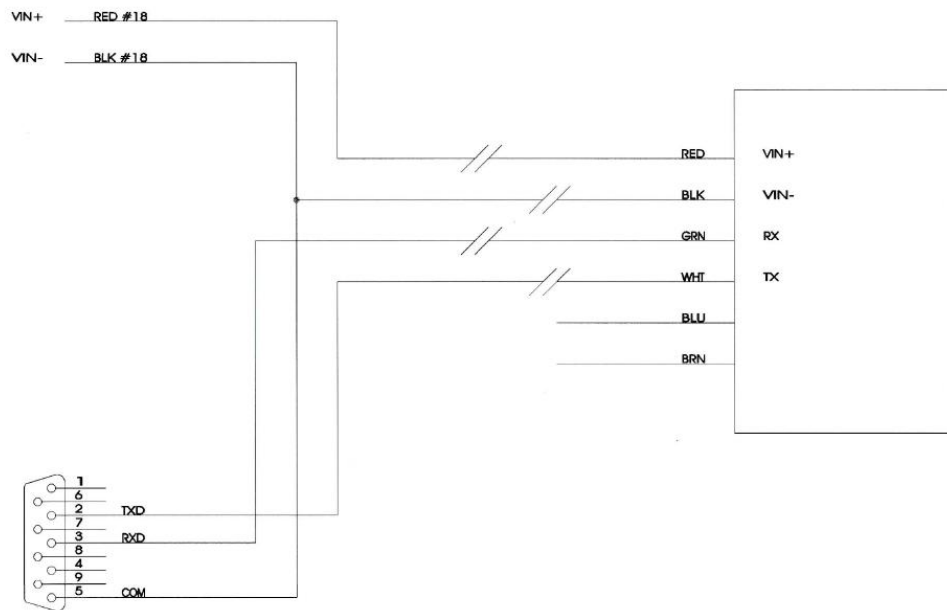 VIN+ RED #18
VIN- BLK #18
RED VIN+
BLK VIN-
GRN RX
WHT TX
BLU
BRN
1
6
2 TXD
7
3 RXD
8
4
9
5 COM